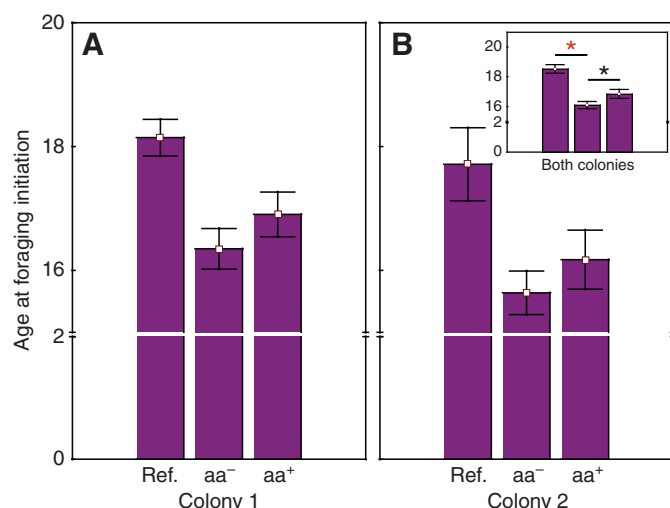 A
B
Age at foraging initiation
20
18
16
2
0
Ref.
aa⁻
aa⁺
Colony 1
Ref.
aa⁻
aa⁺
Colony 2
20
18
16
2
0
*
*
Both colonies